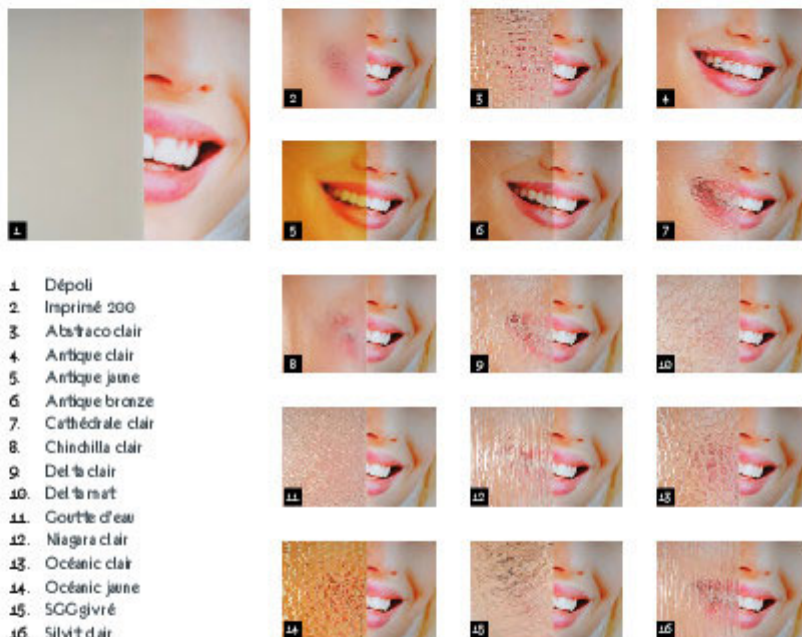 1
2
3
4
5
6
7
8
9
10
11
12
13
14
15
16
1 Dépoli
2. Imprimé 200
3. Abstraco clair
4. Antique clair
5. Antique jaune
6. Antique bronze
7. Cathédrale clair
8. Chinchilla clair
9. Delta clair
10. Delta mat
11. Goutte d'eau
12. Niagara clair
13. Océanic clair
14. Océanic jaune
15. SGG givré
16. Silvit clair